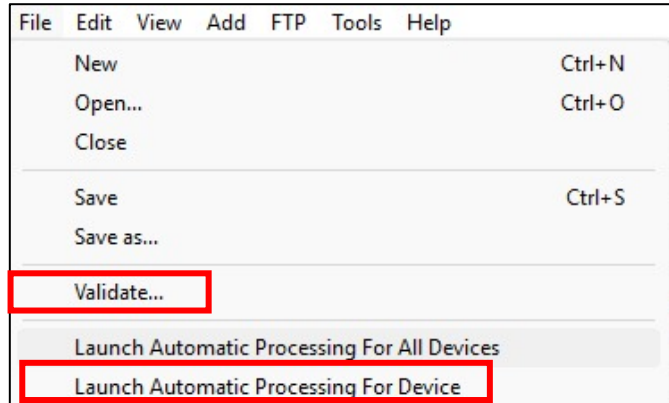 File Edit View Add FTP Tools Help
New Ctrl+N
Open... Ctrl+O
Close
Save Ctrl+S
Save as...
Validate...
Launch Automatic Processing For All Devices
Launch Automatic Processing For Device